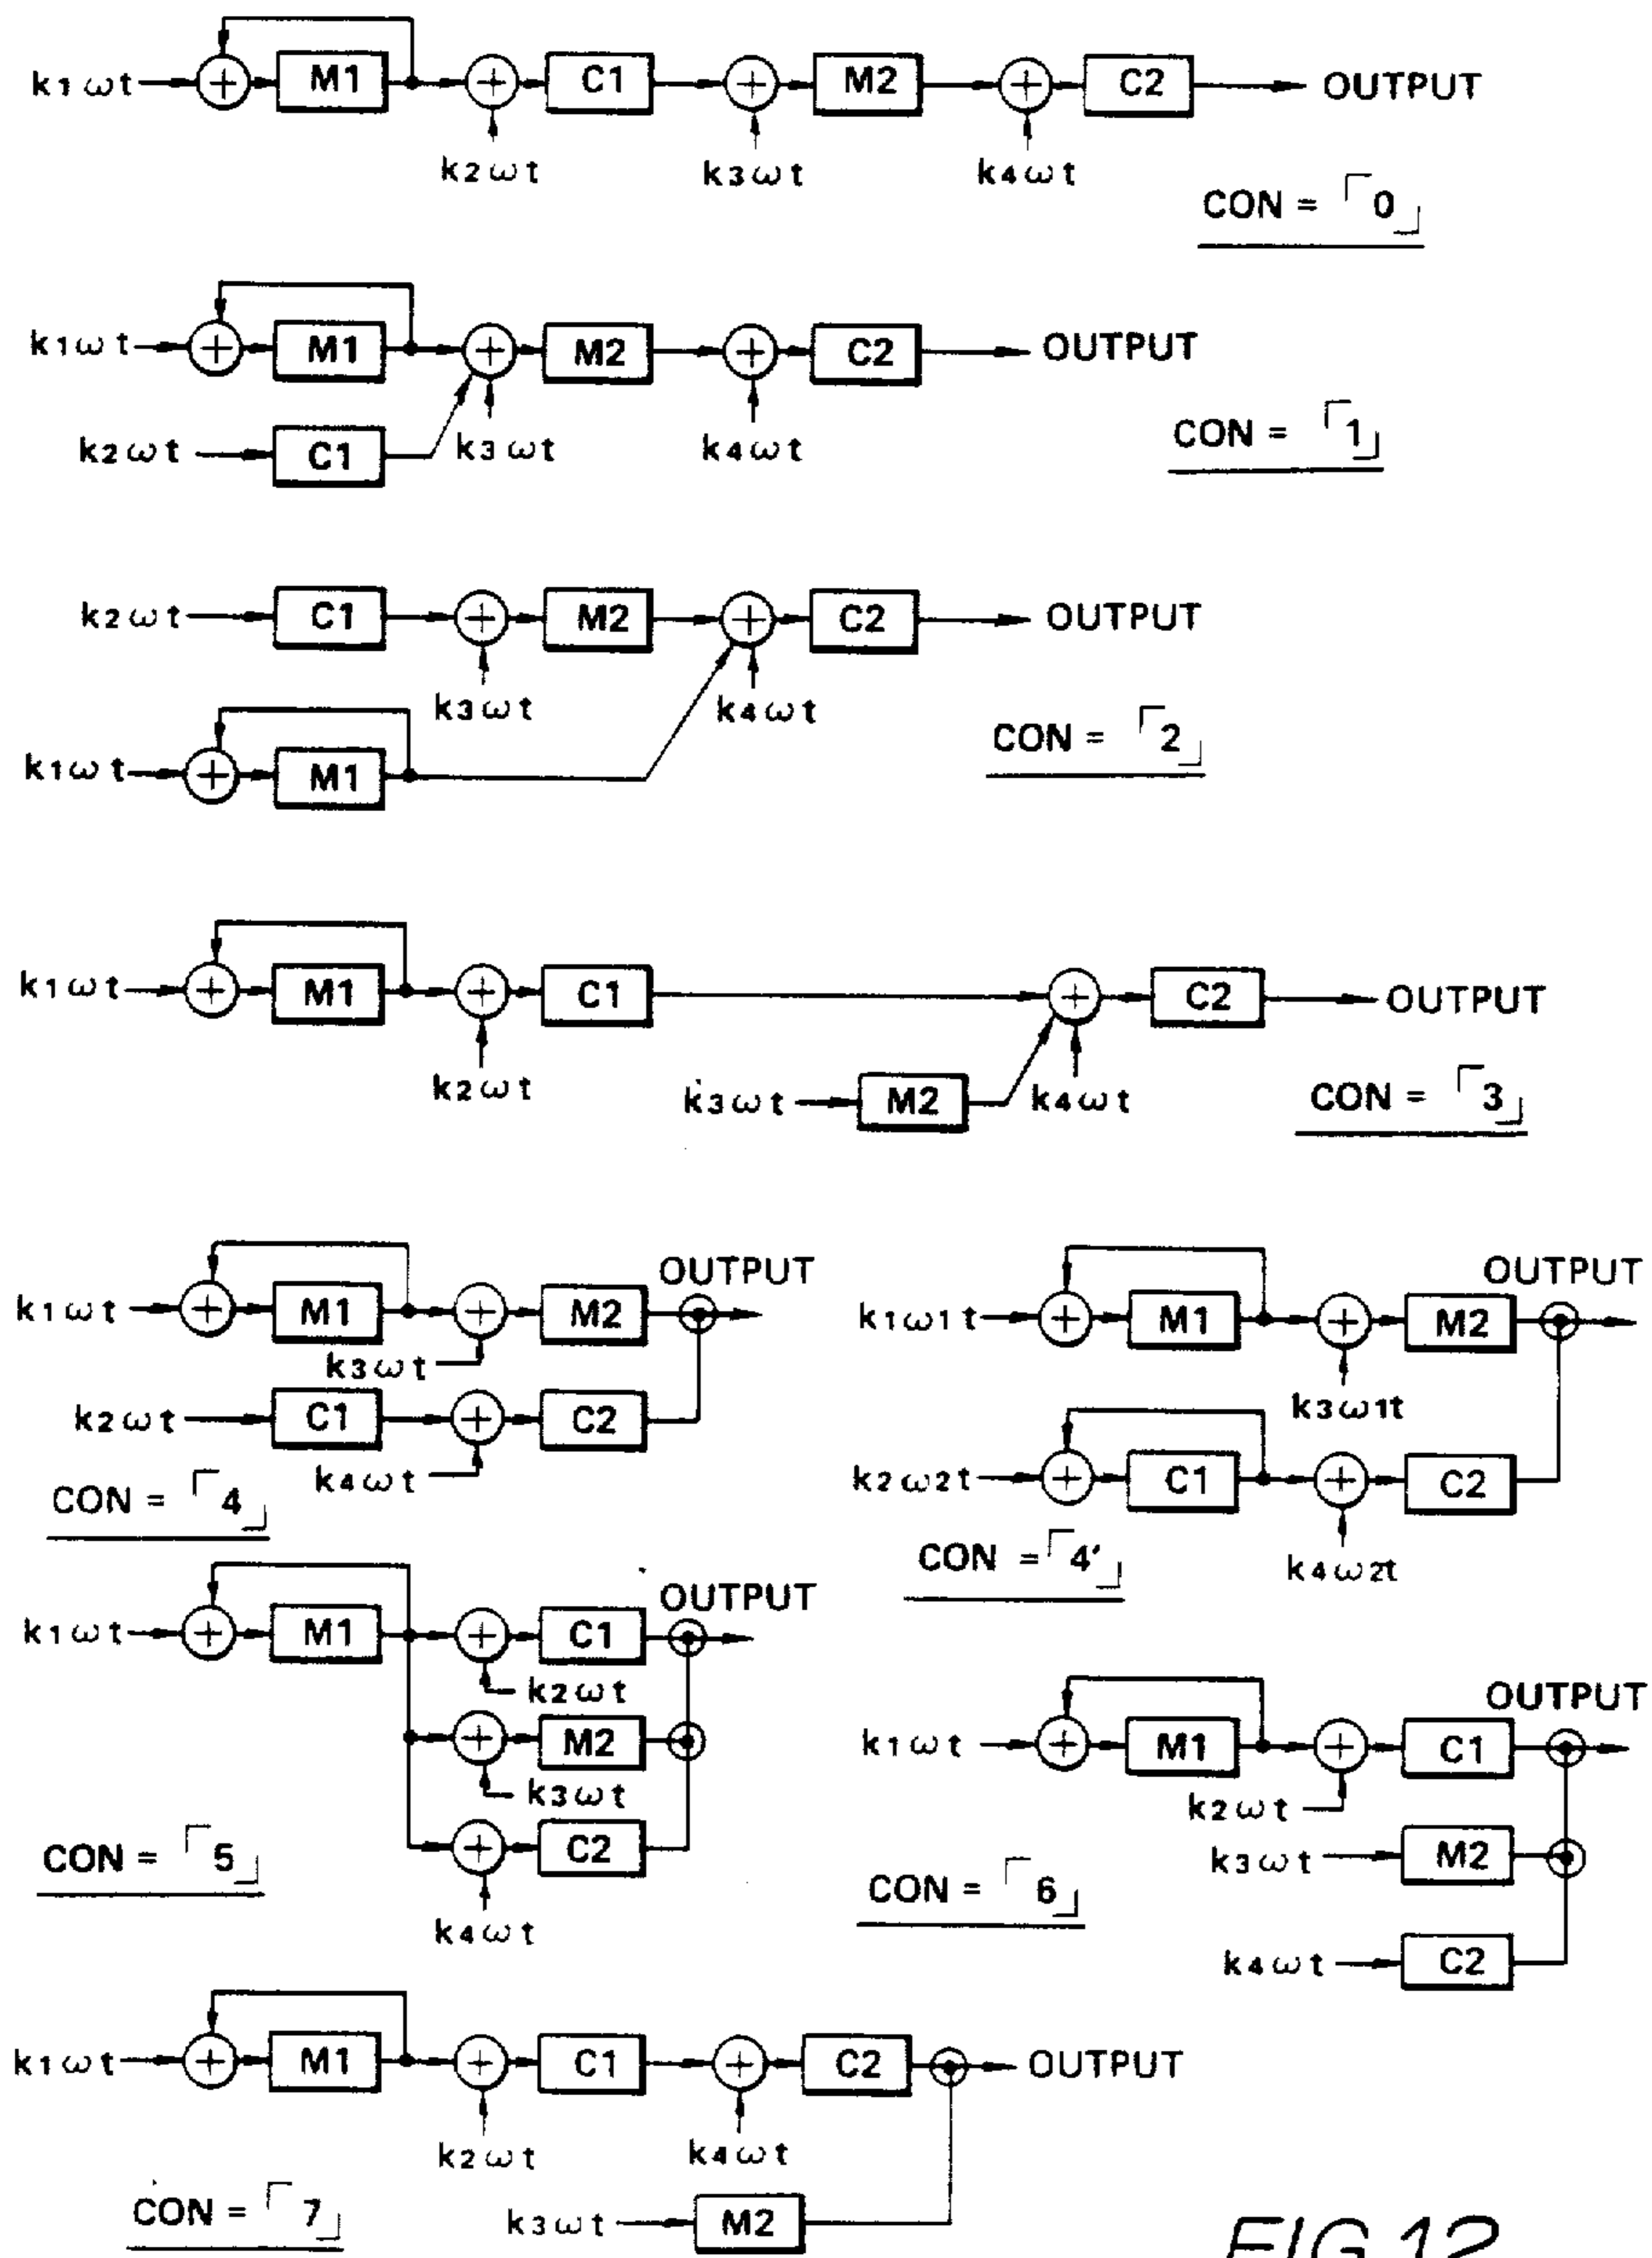 k1ωt M1 C1 M2 C2 OUTPUT
k2ωt k3ωt k4ωt
CON = 「0」
k1ωt M1 M2 C2 OUTPUT
k2ωt C1 k3ωt k4ωt
CON = 「1」
k2ωt C1 M2 C2 OUTPUT
k3ωt k4ωt
k1ωt M1
CON = 「2」
k1ωt M1 C1 C2 OUTPUT
k2ωt k3ωt M2 k4ωt
CON = 「3」
OUTPUT
k1ωt M1 M2
k3ωt
k2ωt C1 C2
k4ωt
CON = 「4」
OUTPUT
k1ω1t M1 M2
k3ω1t
k2ω2t C1 C2
k4ω2t
CON = 「4'」
OUTPUT
k1ωt M1 C1
k2ωt
M2
k3ωt
C2
k4ωt
CON = 「5」
OUTPUT
k1ωt M1 C1
k2ωt
k3ωt M2
k4ωt C2
CON = 「6」
k1ωt M1 C1 C2 OUTPUT
k2ωt k4ωt
k3ωt M2
CON = 「7」
FIG.12